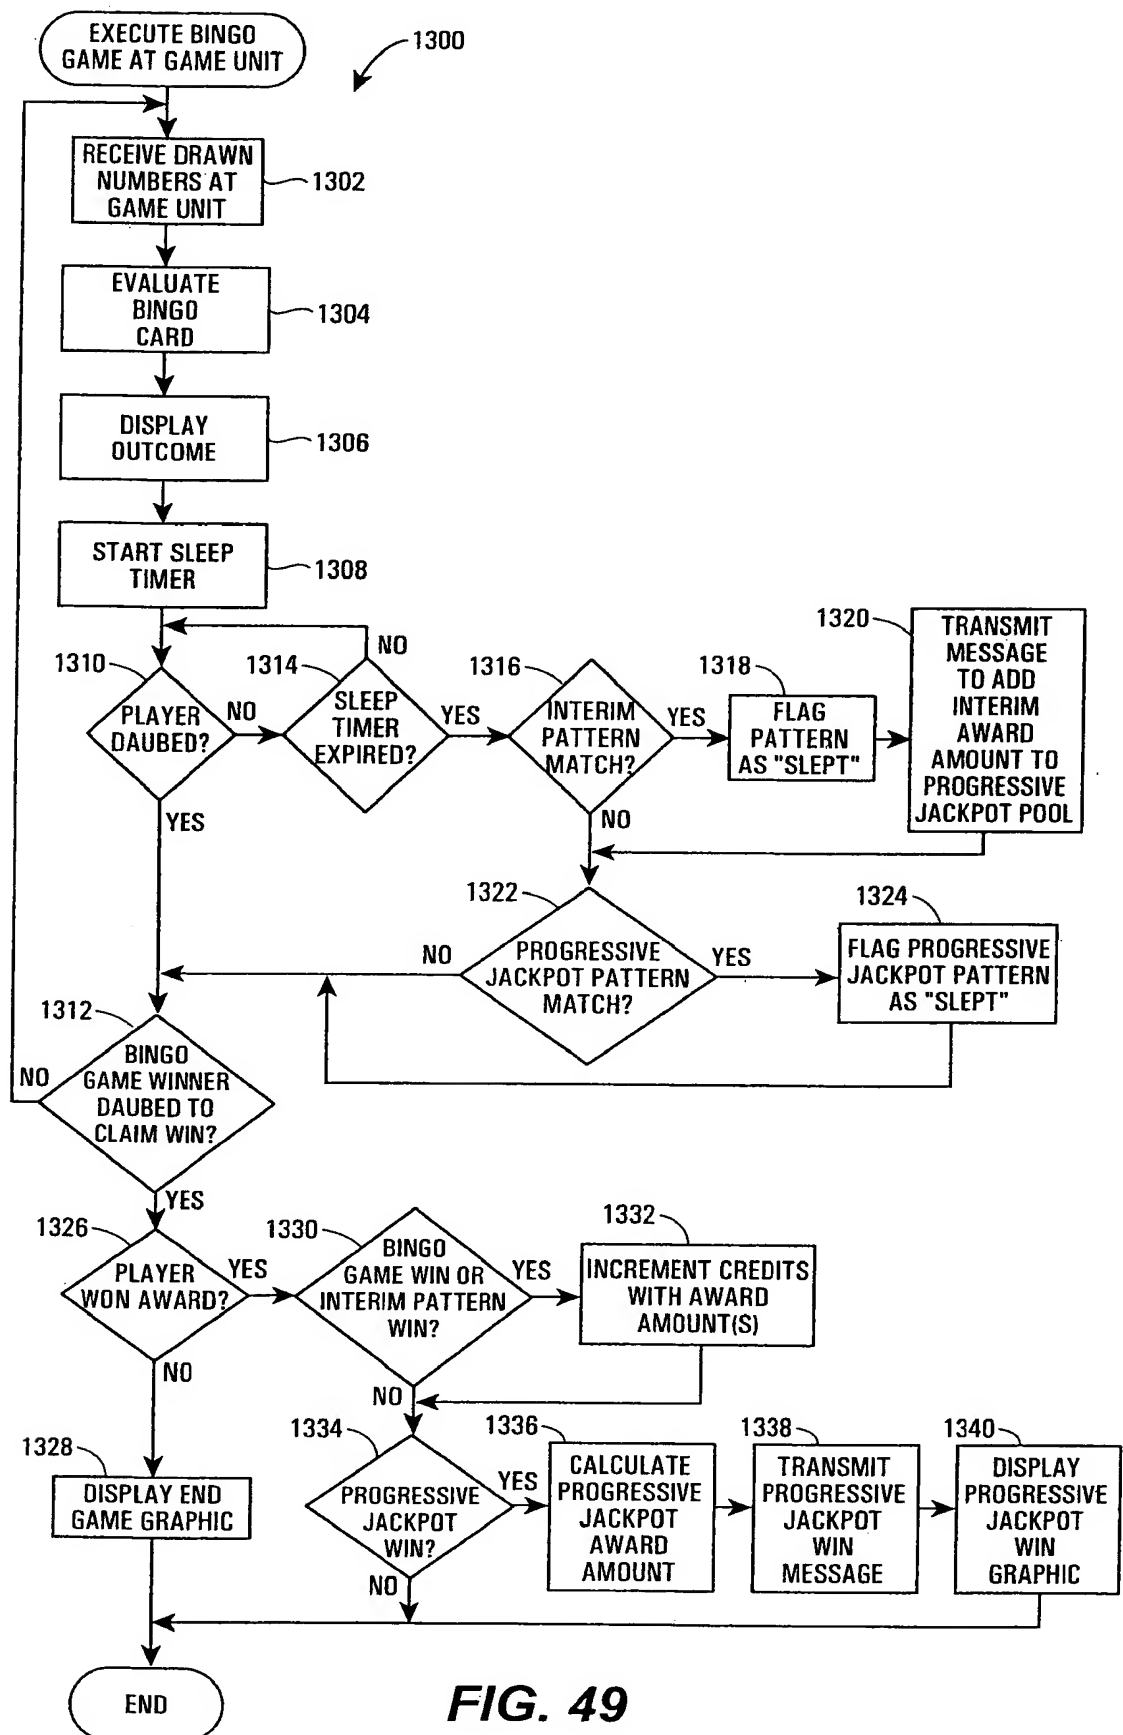 EXECUTE BINGO
GAME AT GAME UNIT
1300
RECEIVE DRAWN
NUMBERS AT
GAME UNIT
1302
EVALUATE
BINGO
CARD
1304
DISPLAY
OUTCOME
1306
START SLEEP
TIMER
1308
1310
PLAYER
DAUBED?
NO
YES
1314
SLEEP
TIMER
EXPIRED?
NO
YES
1316
INTERIM
PATTERN
MATCH?
YES
NO
1318
FLAG
PATTERN
AS "SLEPT"
1320
TRANSMIT
MESSAGE
TO ADD
INTERIM
AWARD
AMOUNT TO
PROGRESSIVE
JACKPOT POOL
1322
PROGRESSIVE
JACKPOT PATTERN
MATCH?
NO
YES
1324
FLAG PROGRESSIVE
JACKPOT PATTERN
AS "SLEPT"
1312
BINGO
GAME WINNER
DAUBED TO
CLAIM WIN?
NO
YES
1326
PLAYER
WON AWARD?
YES
NO
1330
BINGO
GAME WIN OR
INTERIM PATTERN
WIN?
YES
NO
1332
INCREMENT CREDITS
WITH AWARD
AMOUNT(S)
1328
DISPLAY END
GAME GRAPHIC
1334
PROGRESSIVE
JACKPOT
WIN?
YES
NO
1336
CALCULATE
PROGRESSIVE
JACKPOT
AWARD
AMOUNT
1338
TRANSMIT
PROGRESSIVE
JACKPOT
WIN
MESSAGE
1340
DISPLAY
PROGRESSIVE
JACKPOT
WIN
GRAPHIC
END
FIG. 49